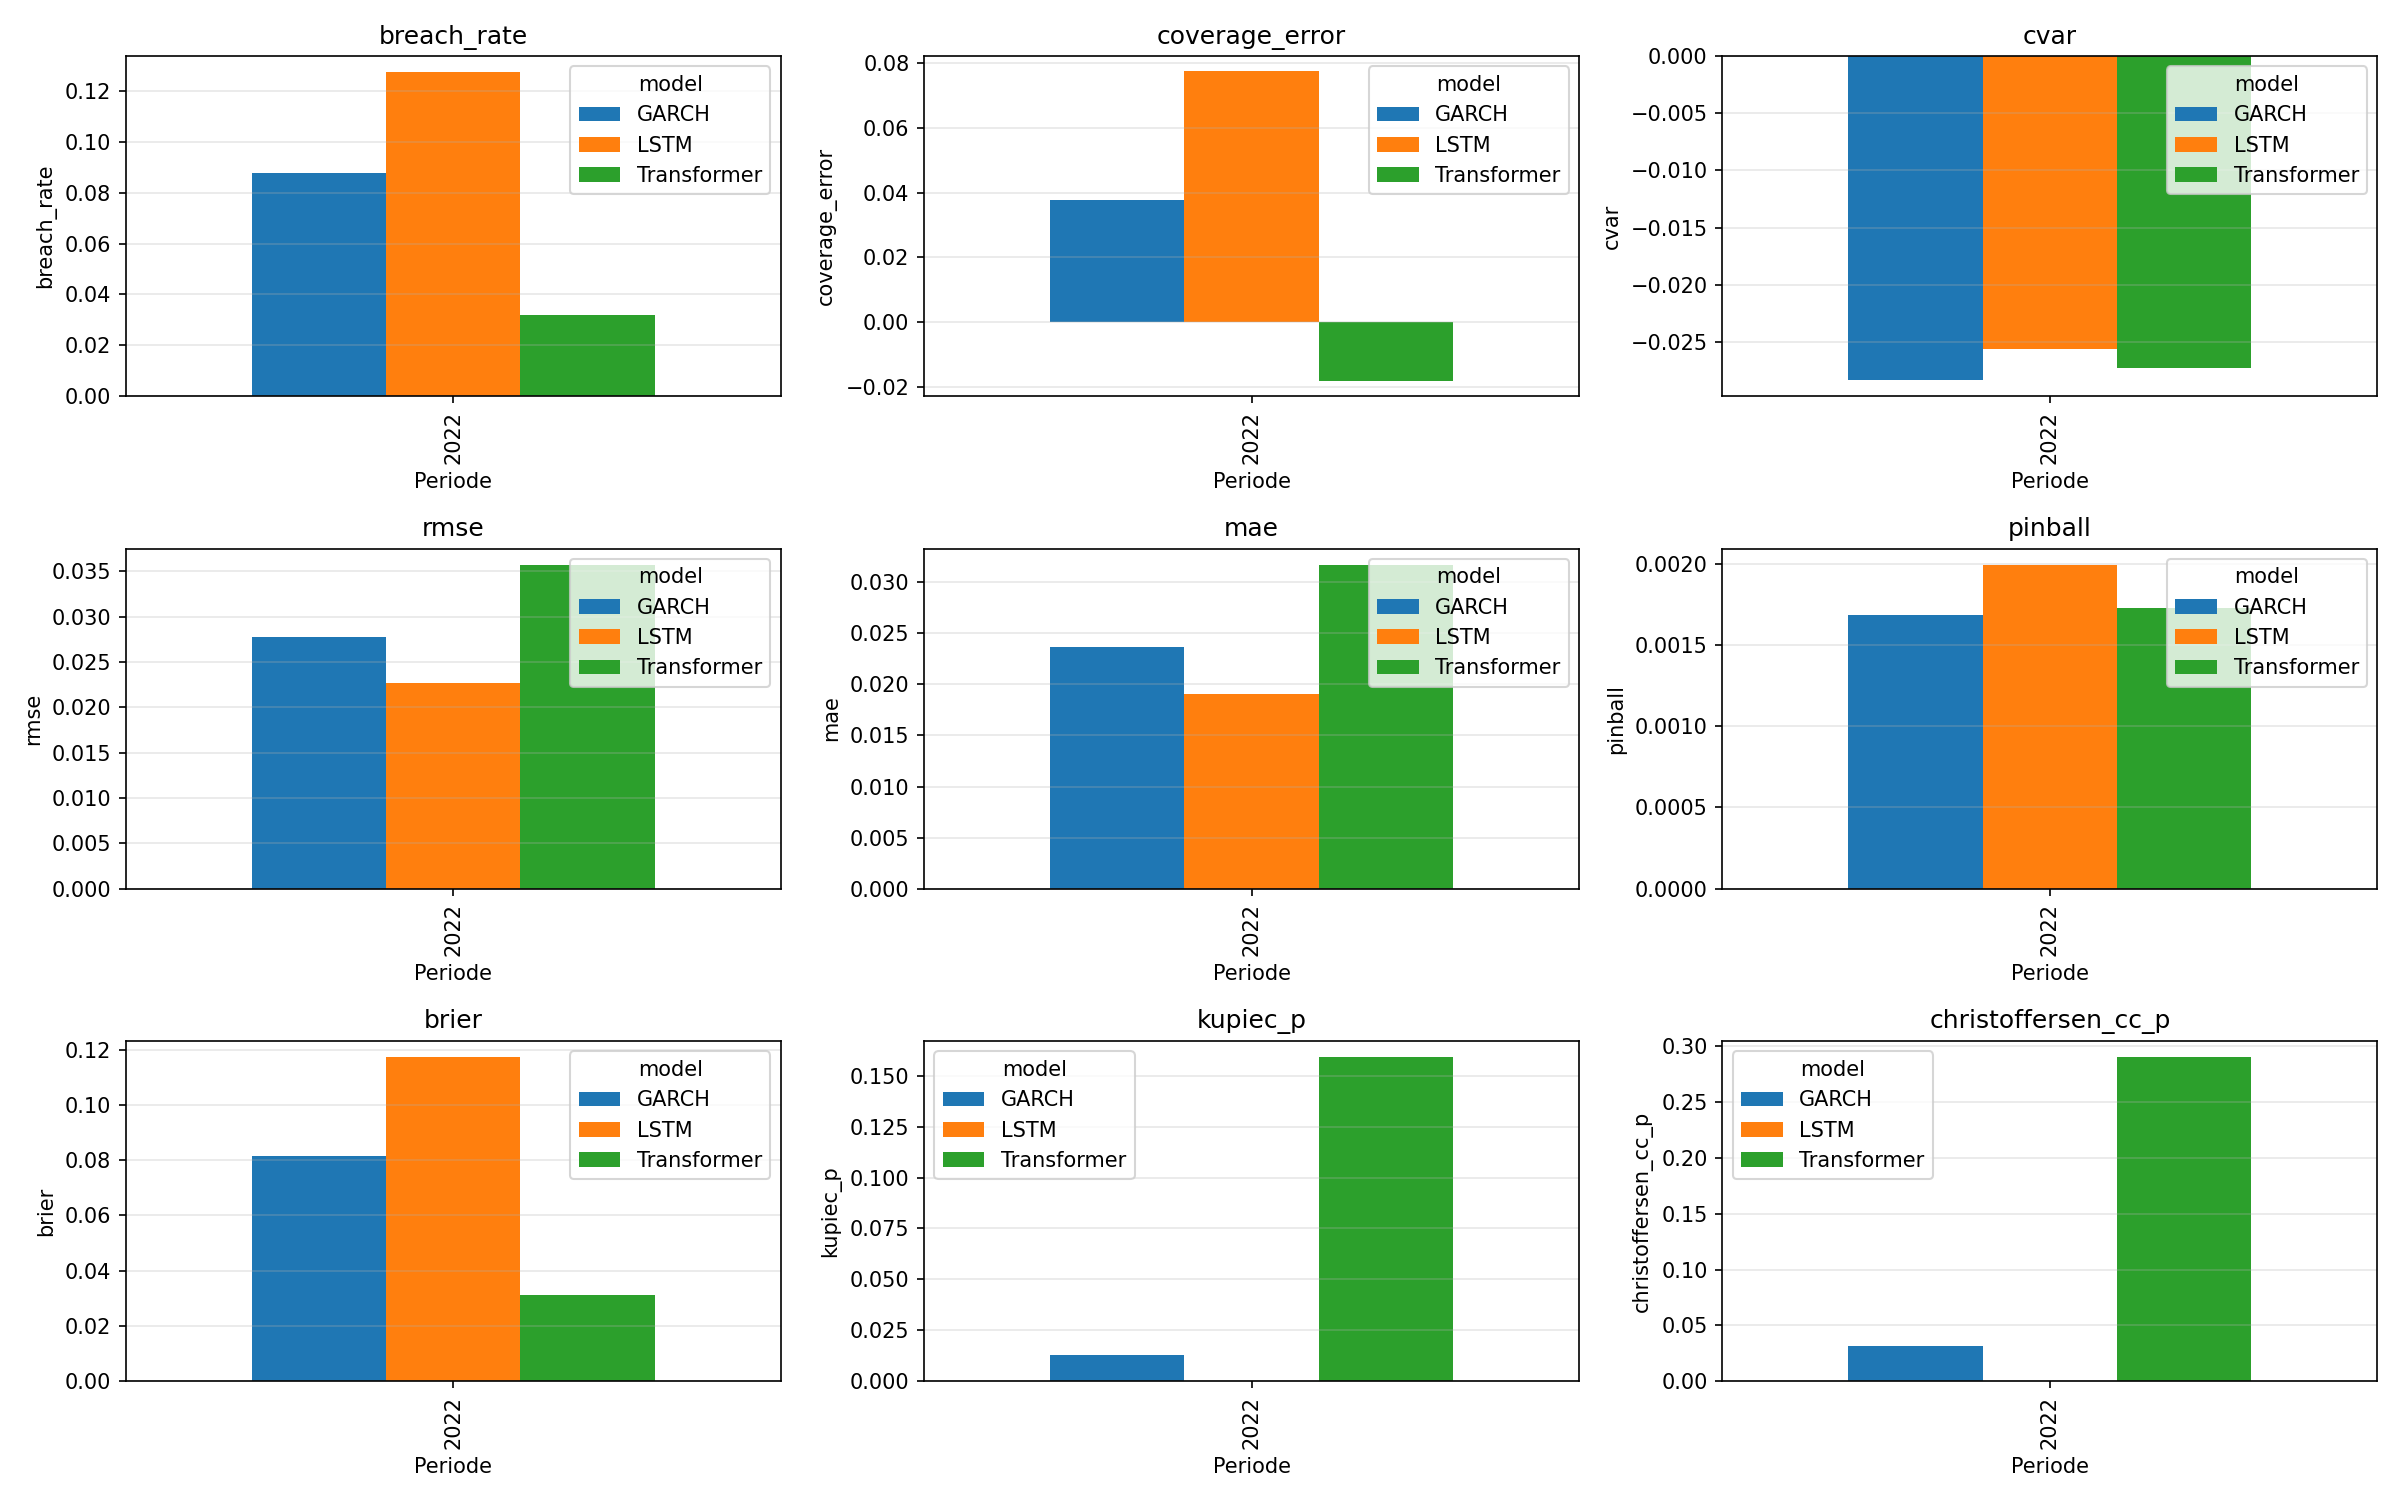 breach_rate
0.12
0.10
0.08
0.06
0.04
0.02
0.00
breach_rate
model
GARCH
LSTM
Transformer
2022
Periode
coverage_error
0.08
0.06
0.04
0.02
0.00
−0.02
coverage_error
model
GARCH
LSTM
Transformer
2022
Periode
cvar
0.000
−0.005
−0.010
−0.015
−0.020
−0.025
cvar
model
GARCH
LSTM
Transformer
2022
Periode
rmse
0.035
0.030
0.025
0.020
0.015
0.010
0.005
0.000
rmse
model
GARCH
LSTM
Transformer
2022
Periode
mae
0.030
0.025
0.020
0.015
0.010
0.005
0.000
mae
model
GARCH
LSTM
Transformer
2022
Periode
pinball
0.0020
0.0015
0.0010
0.0005
0.0000
pinball
model
GARCH
LSTM
Transformer
2022
Periode
brier
0.12
0.10
0.08
0.06
0.04
0.02
0.00
brier
model
GARCH
LSTM
Transformer
2022
Periode
kupiec_p
0.150
0.125
0.100
0.075
0.050
0.025
0.000
kupiec_p
model
GARCH
LSTM
Transformer
2022
Periode
christoffersen_cc_p
0.30
0.25
0.20
0.15
0.10
0.05
0.00
christoffersen_cc_p
model
GARCH
LSTM
Transformer
2022
Periode